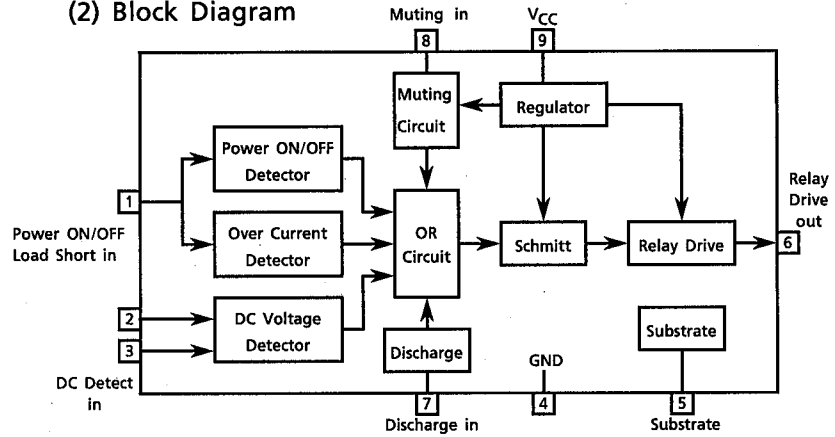 (2) Block Diagram
Muting in
VCC
8
9
Muting
Circuit
Regulator
Power ON/OFF
Detector
1
Power ON/OFF
Load Short in
Over Current
Detector
OR
Circuit
Schmitt
Relay Drive
Relay
Drive
out
6
2
3
DC Voltage
Detector
DC Detect
in
Discharge
GND
Substrate
7
4
5
Discharge in
Substrate